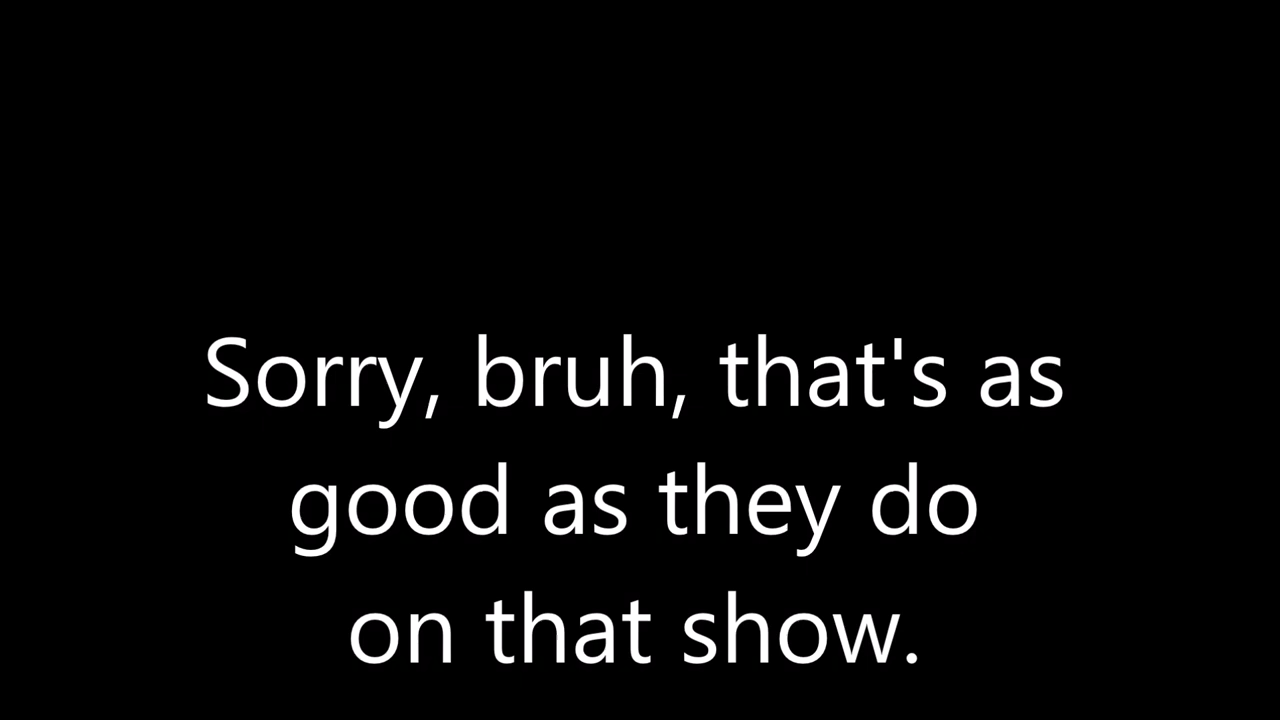 Sorry, bruh, that's as
good as they do
on that show.